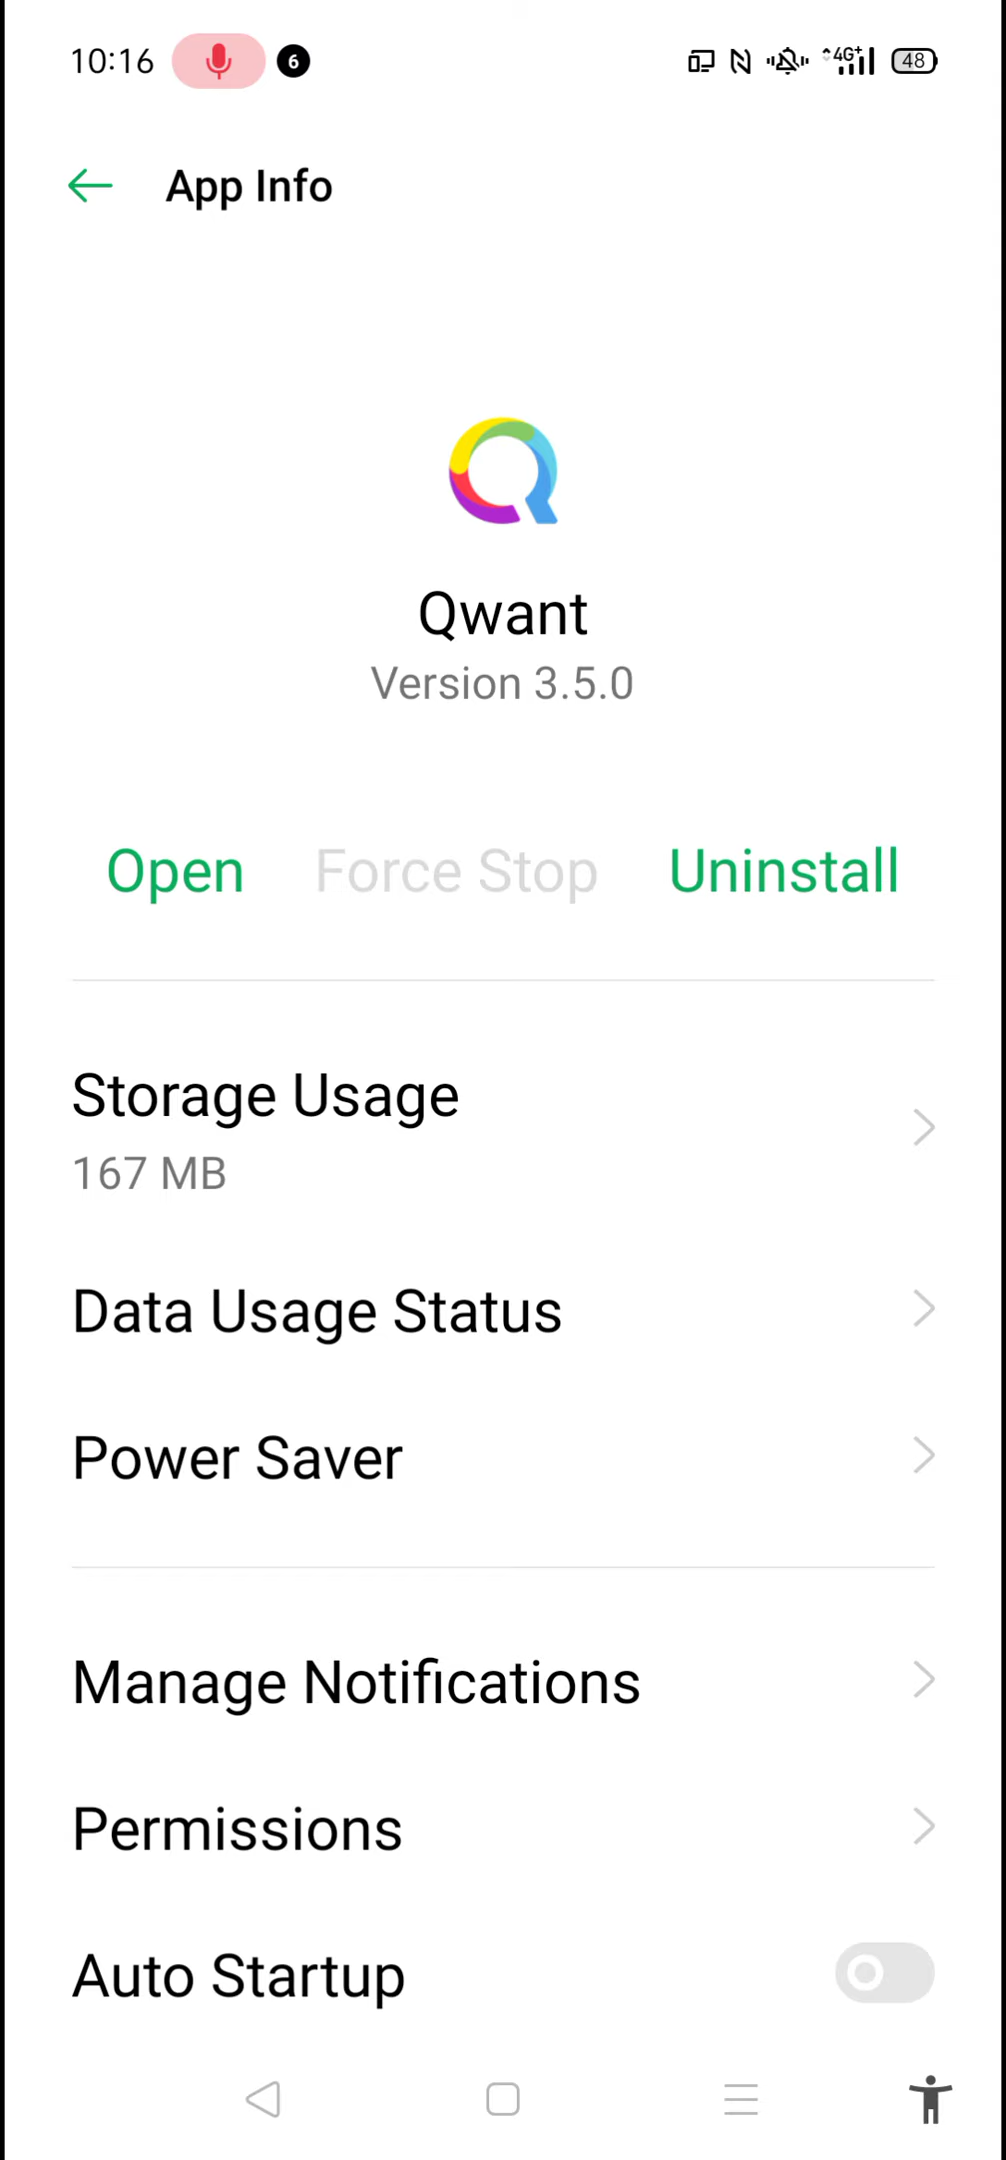 10:16 6 4G+ 48
App Info
Qwant
Version 3.5.0
Open Force Stop Uninstall
Storage Usage
167 MB
Data Usage Status
Power Saver
Manage Notifications
Permissions
Auto Startup